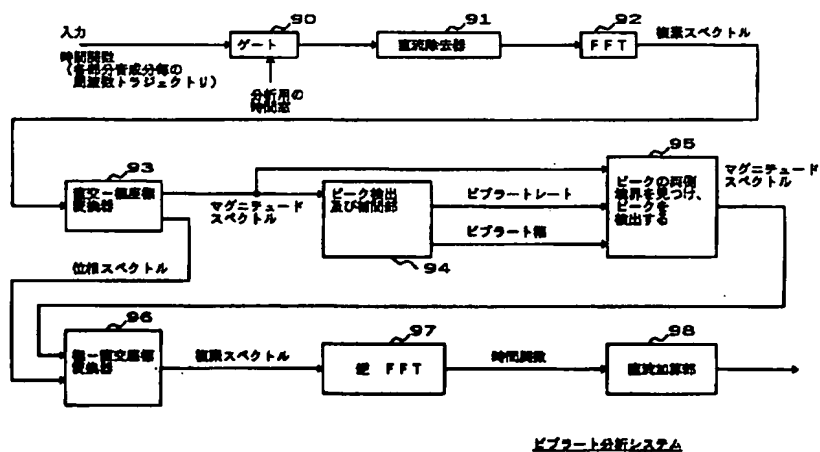 入力
時間関数
（各部分音成分毎の
周波数トラジェクトリ）
90
ゲート
分析用の
時間窓
91
直流除去器
92
FFT
複素スペクトル
93
直交－極座標
変換器
マグニチュード
スペクトル
位相スペクトル
ピーク検出
及び補間部
94
ビブラートレート
ビブラート幅
95
ピークの両側
境界を見つけ、
ピークを
検出する
マグニチュード
スペクトル
96
極－直交座標
変換器
複素スペクトル
97
逆 FFT
時間関数
98
直流加算部
ビブラート分析システム